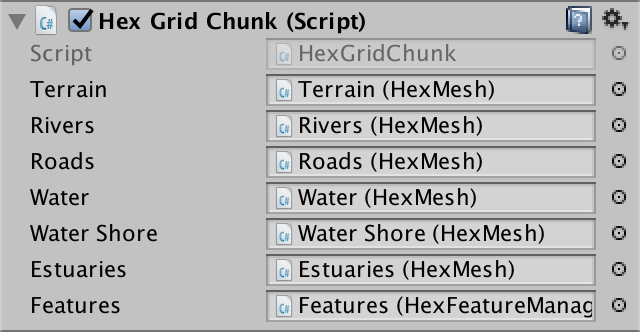 Hex Grid Chunk (Script)
Script HexGridChunk
Terrain Terrain (HexMesh)
Rivers Rivers (HexMesh)
Roads Roads (HexMesh)
Water Water (HexMesh)
Water Shore Water Shore (HexMesh)
Estuaries Estuaries (HexMesh)
Features Features (HexFeatureManag